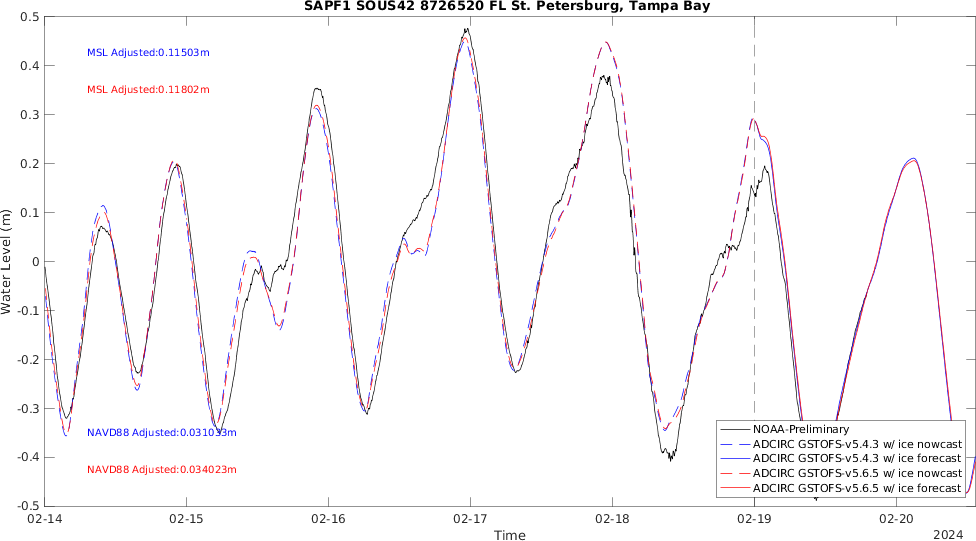 SAPF1 SOUS42 8726520 FL St. Petersburg, Tampa Bay
0.5
0.4
0.3
0.2
0.1
0
-0.1
-0.2
-0.3
-0.4
-0.5
Water Level (m)
MSL Adjusted:0.11503m
MSL Adjusted:0.11802m
NAVD88 Adjusted:0.031033m
NAVD88 Adjusted:0.034023m
NOAA-Preliminary
ADCIRC GSTOFS-v5.4.3 w/ ice nowcast
ADCIRC GSTOFS-v5.4.3 w/ ice forecast
ADCIRC GSTOFS-v5.6.5 w/ ice nowcast
ADCIRC GSTOFS-v5.6.5 w/ ice forecast
02-14 02-15 02-16 02-17 02-18 02-19 02-20
Time
2024